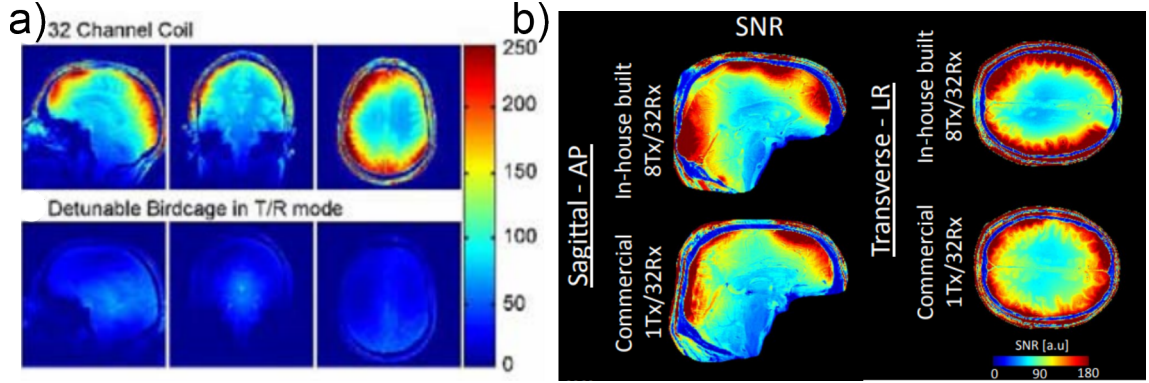 a)
32 Channel Coil
250
200
150
100
50
0
Detunable Birdcage in T/R mode
b)
SNR
Sagittal - AP
In-house built
8Tx/32Rx
Commercial
1Tx/32Rx
Transverse - LR
In-house built
8Tx/32Rx
Commercial
1Tx/32Rx
SNR [a.u]
0 90 180